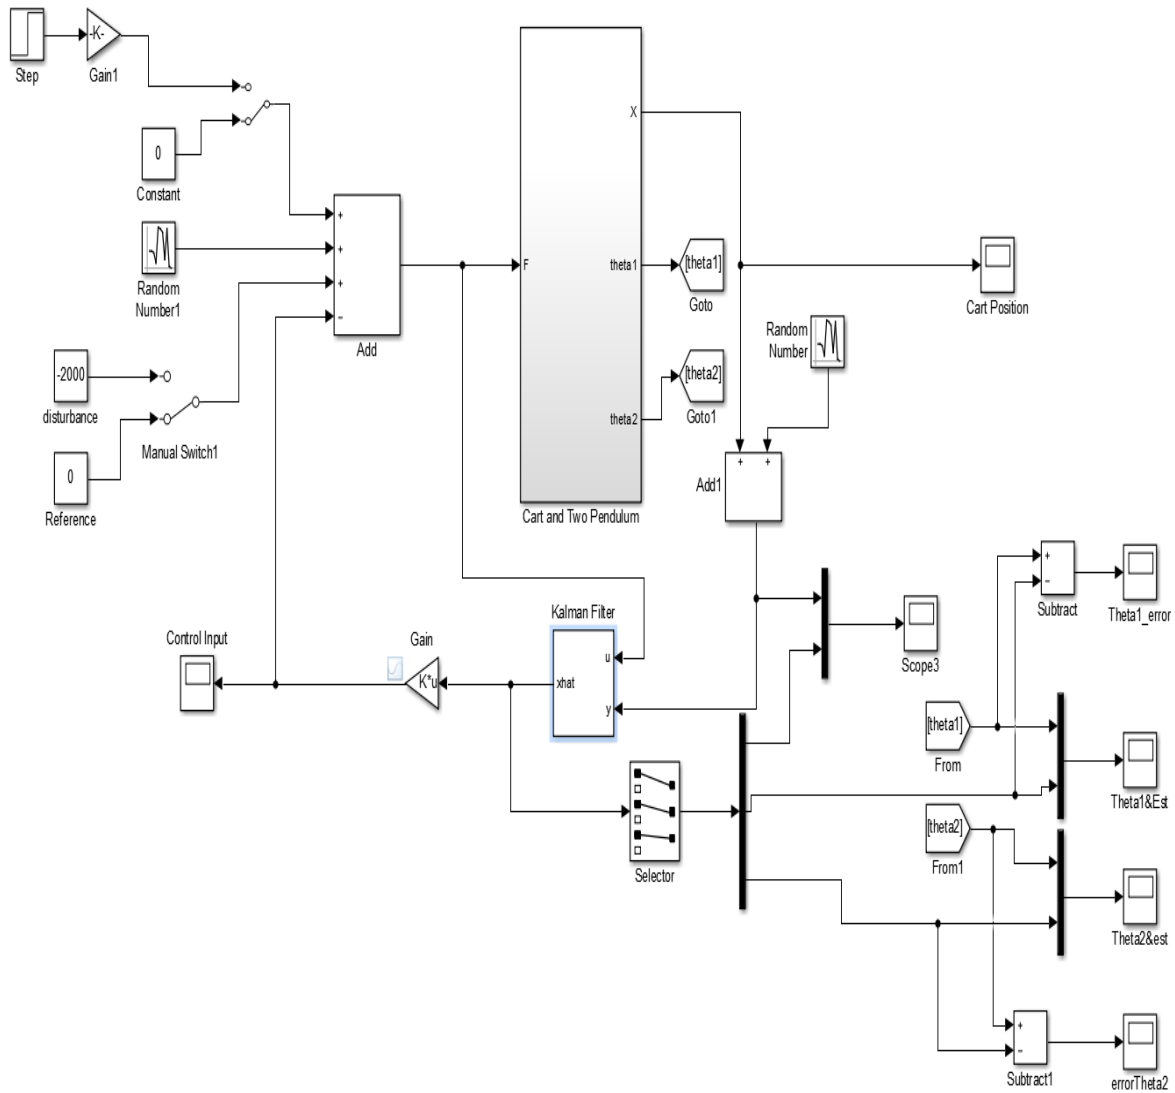 -K-
Step
Gain1
0
Constant
Random
Number1
+
+
+
−
Add
-2000
disturbance
Manual Switch1
0
Reference
F
X
theta1
theta2
Cart and Two Pendulum
[theta1]
Goto
[theta2]
Goto1
Cart Position
Random
Number
+ +
Add1
Kalman Filter
u
xhat
y
Gain
K*u
Control Input
Scope3
Selector
+
−
Subtract
Theta1_error
[theta1]
From
Theta1&Est
[theta2]
From1
Theta2&est
+
−
Subtract1
errorTheta2